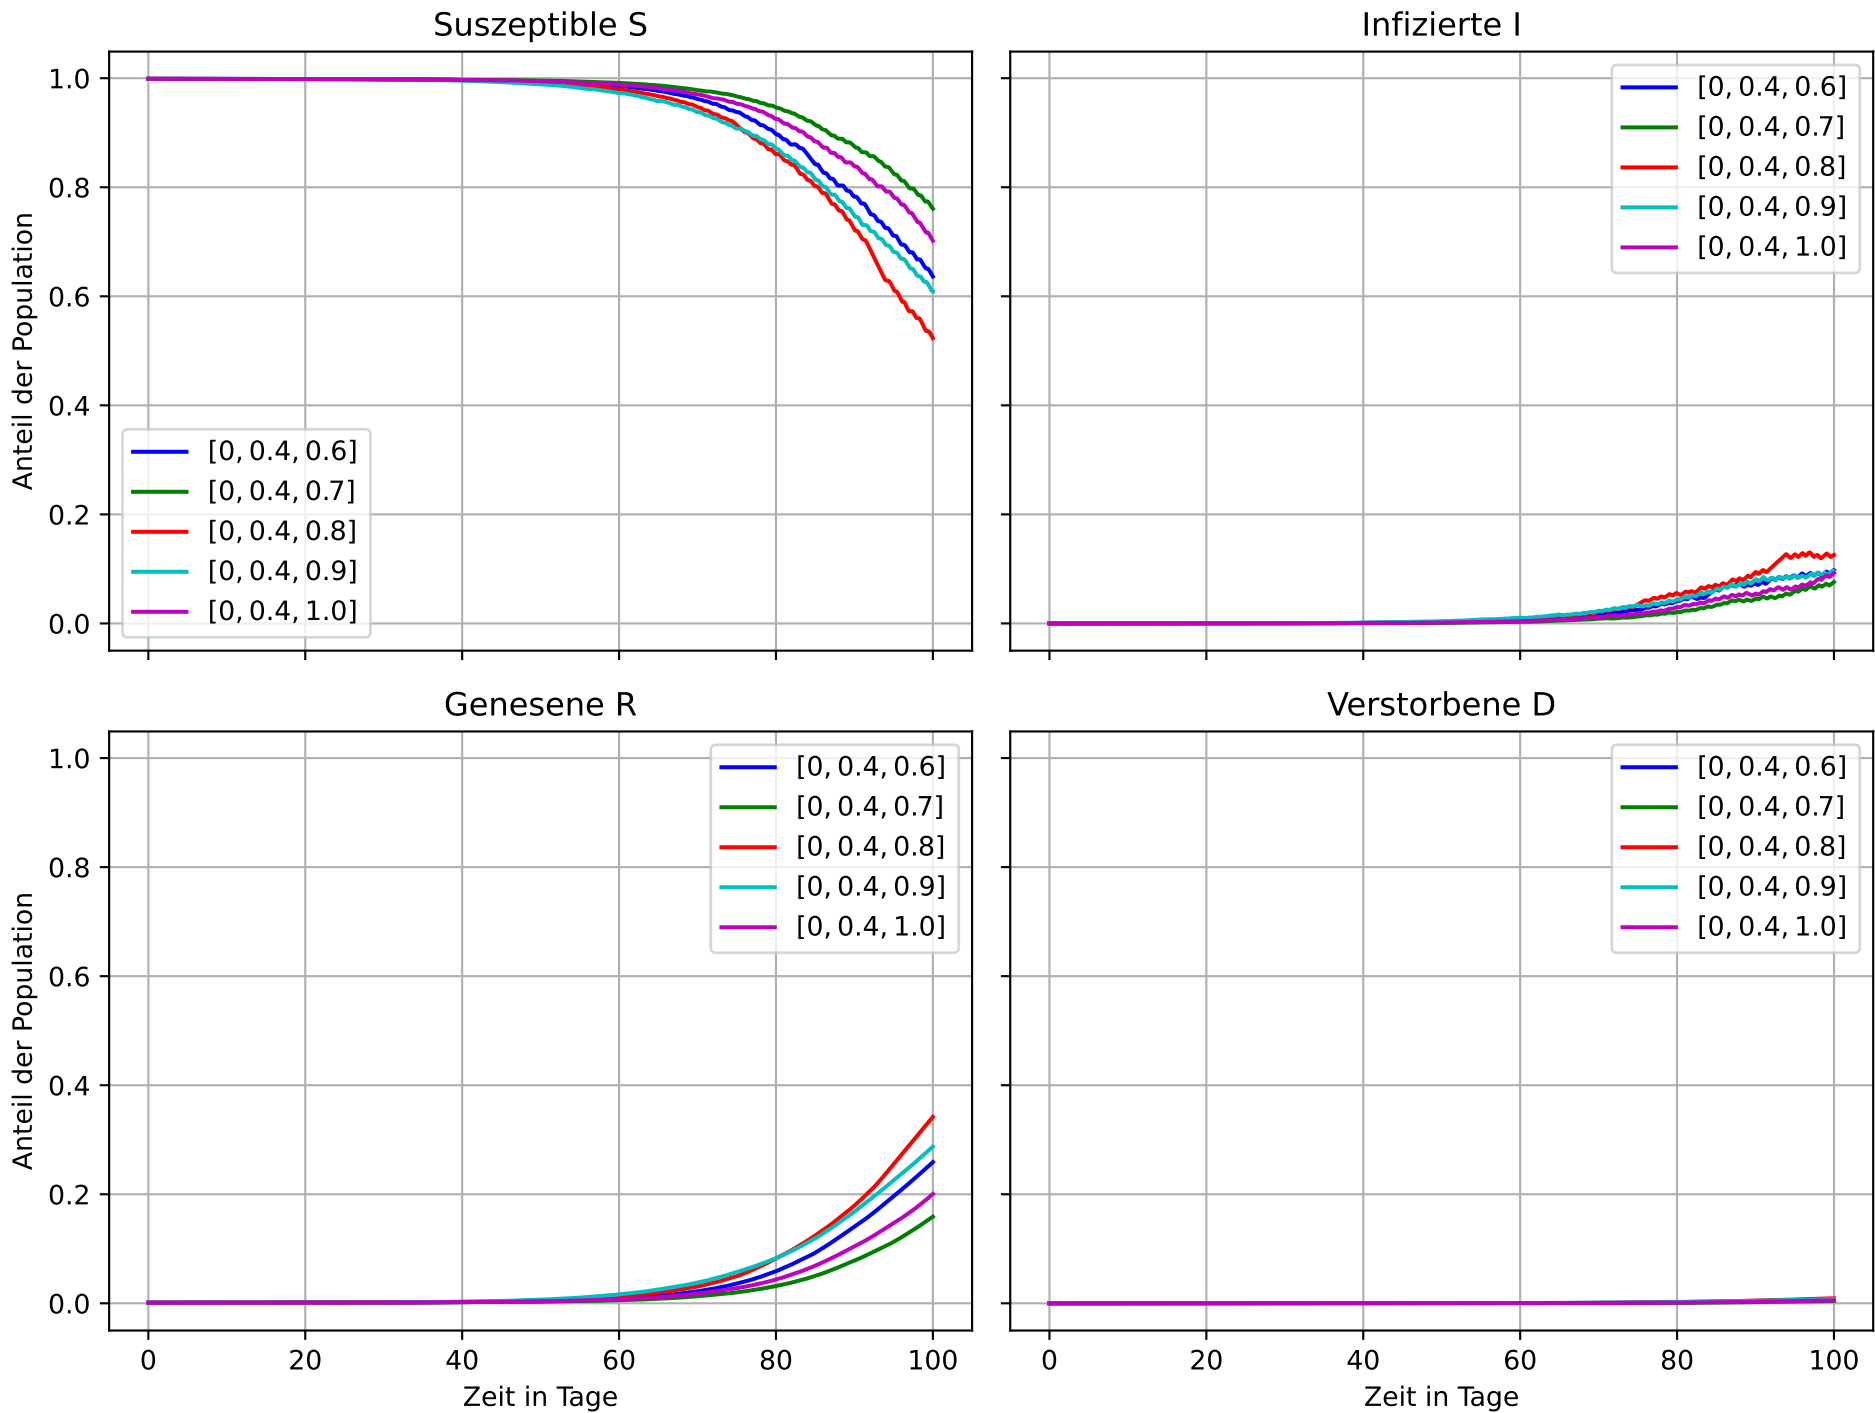 Suszeptible S
Anteil der Population
1.0
0.8
0.6
0.4
0.2
0.0
[0, 0.4, 0.6]
[0, 0.4, 0.7]
[0, 0.4, 0.8]
[0, 0.4, 0.9]
[0, 0.4, 1.0]
Infizierte I
[0, 0.4, 0.6]
[0, 0.4, 0.7]
[0, 0.4, 0.8]
[0, 0.4, 0.9]
[0, 0.4, 1.0]
Genesene R
Anteil der Population
1.0
0.8
0.6
0.4
0.2
0.0
[0, 0.4, 0.6]
[0, 0.4, 0.7]
[0, 0.4, 0.8]
[0, 0.4, 0.9]
[0, 0.4, 1.0]
0 20 40 60 80 100
Zeit in Tage
Verstorbene D
[0, 0.4, 0.6]
[0, 0.4, 0.7]
[0, 0.4, 0.8]
[0, 0.4, 0.9]
[0, 0.4, 1.0]
0 20 40 60 80 100
Zeit in Tage